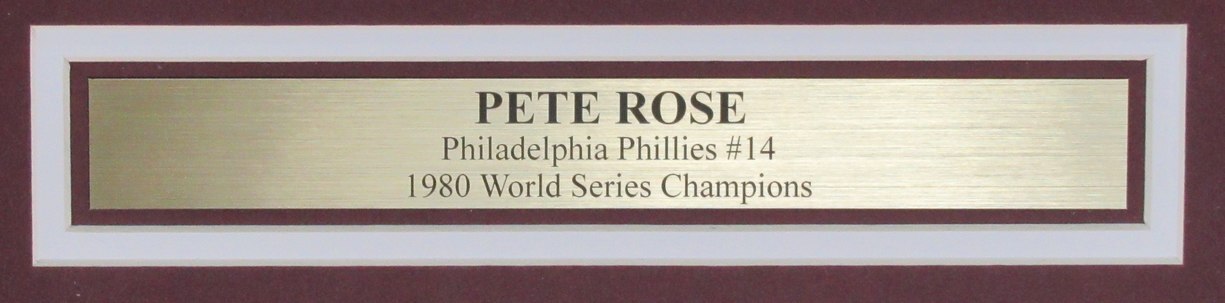 PETE ROSE
Philadelphia Phillies #14
1980 World Series Champions